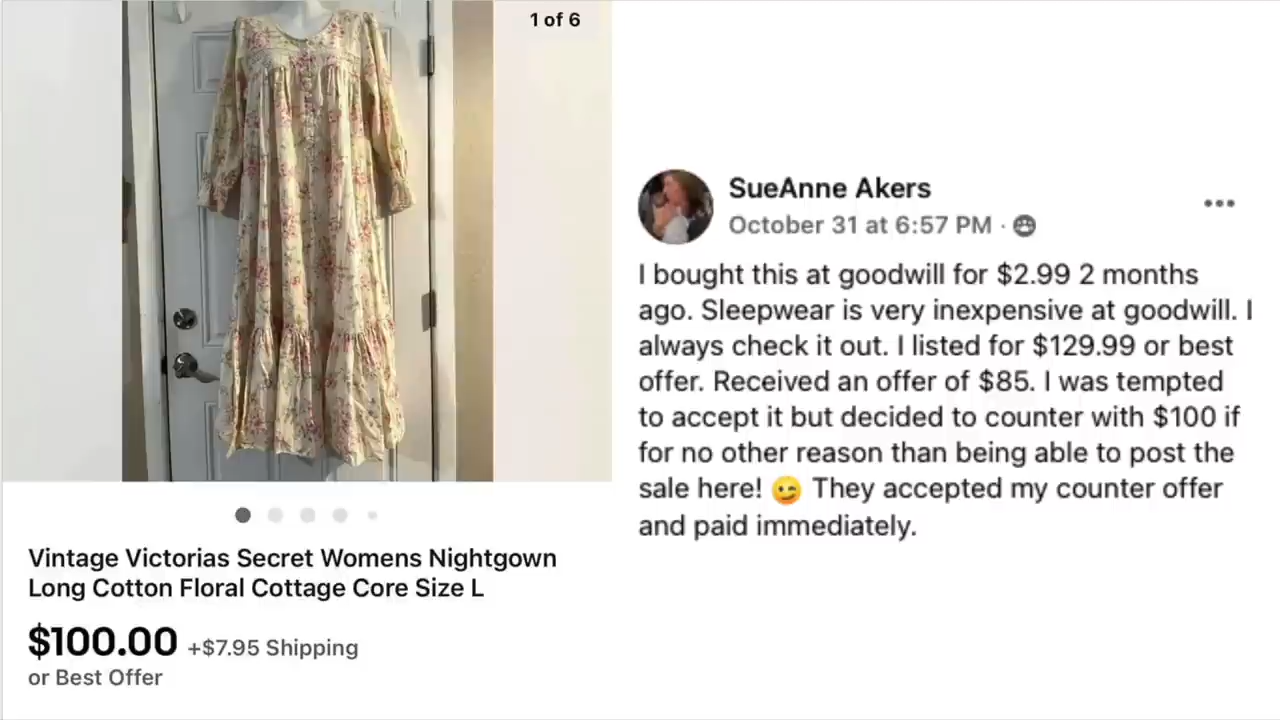 1 of 6
Vintage Victorias Secret Womens Nightgown
Long Cotton Floral Cottage Core Size L
$100.00 +$7.95 Shipping
or Best Offer
SueAnne Akers
October 31 at 6:57 PM ·
I bought this at goodwill for $2.99 2 months
ago. Sleepwear is very inexpensive at goodwill. I
always check it out. I listed for $129.99 or best
offer. Received an offer of $85. I was tempted
to accept it but decided to counter with $100 if
for no other reason than being able to post the
sale here! 😉 They accepted my counter offer
and paid immediately.